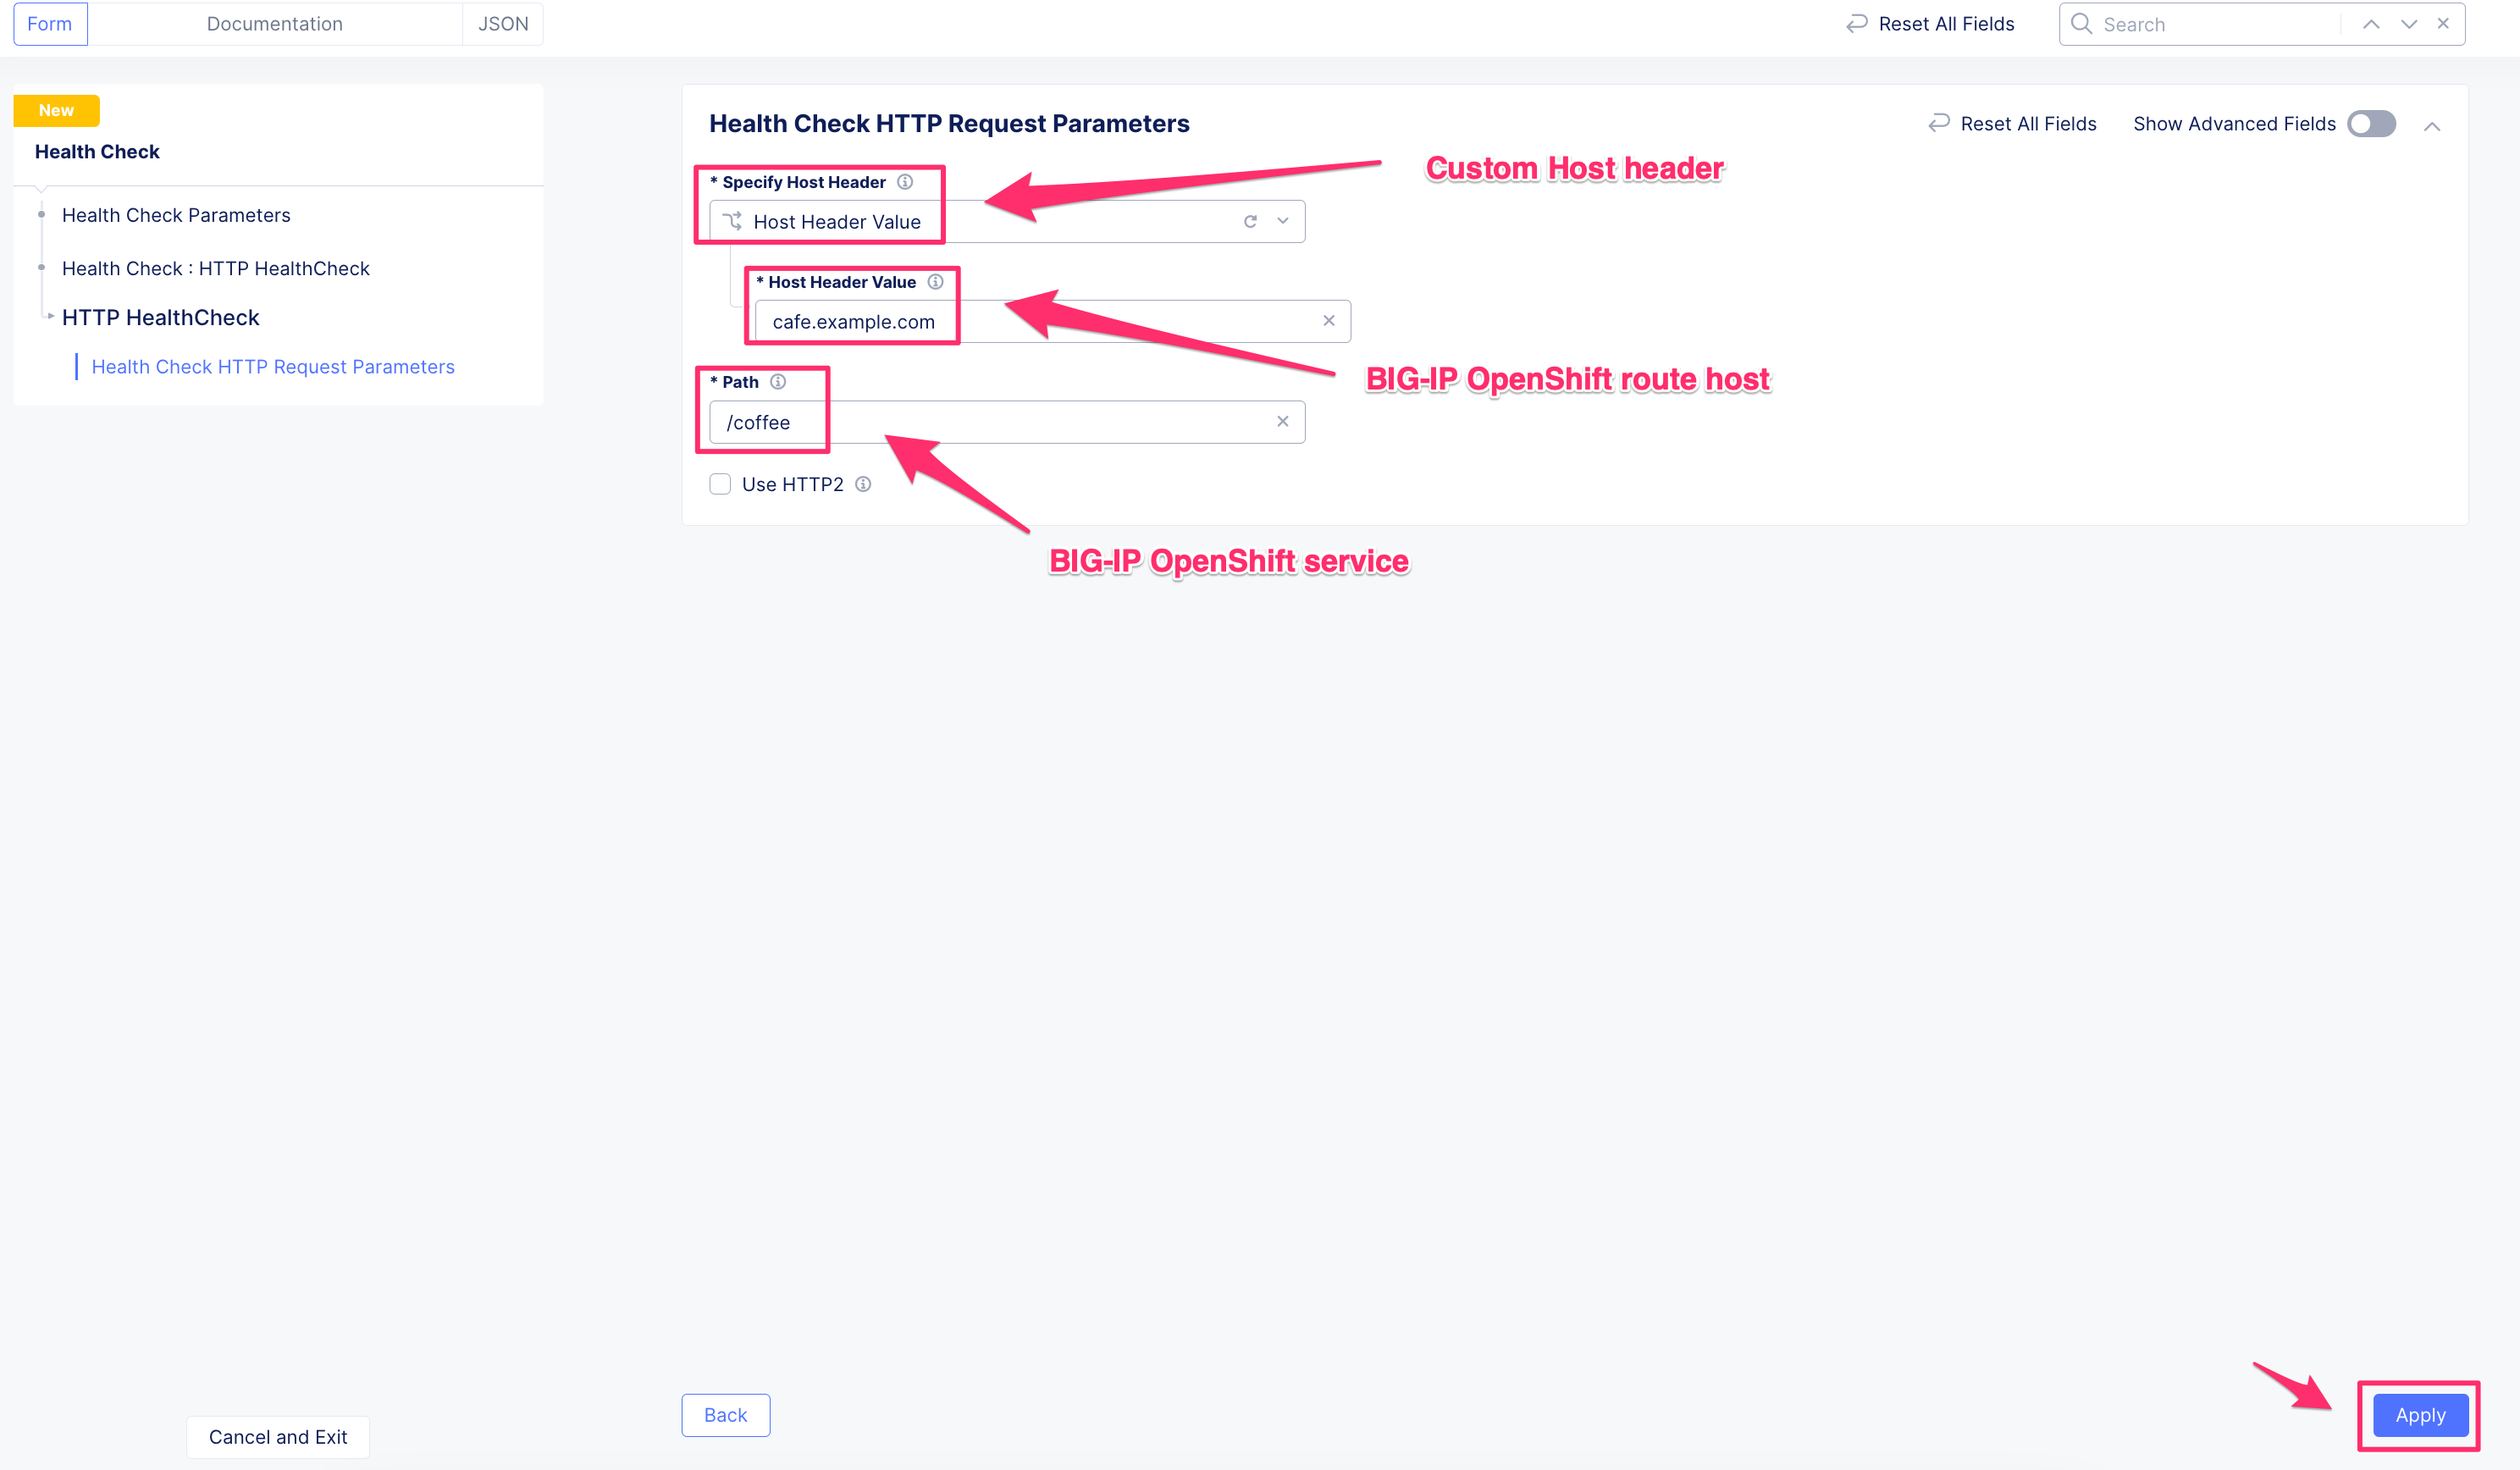 Form
Documentation
JSON
Reset All Fields
Search
New
Health Check
Health Check Parameters
Health Check : HTTP HealthCheck
HTTP HealthCheck
Health Check HTTP Request Parameters
Health Check HTTP Request Parameters
Reset All Fields
Show Advanced Fields
* Specify Host Header
Custom Host header
Host Header Value
* Host Header Value
cafe.example.com
BIG-IP OpenShift route host
* Path
/coffee
Use HTTP2
BIG-IP OpenShift service
Cancel and Exit
Back
Apply